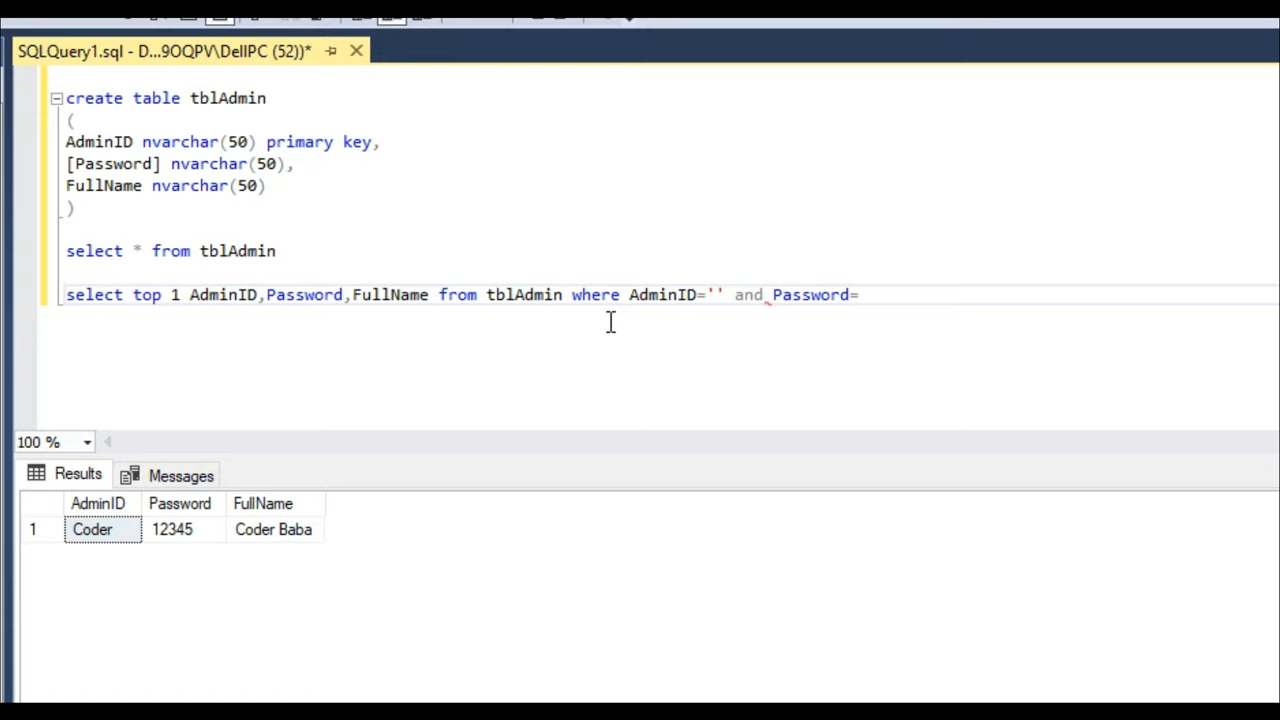 SQLQuery1.sql - D...9OQPV\DellPC (52))*
create table tblAdmin
(
AdminID nvarchar(50) primary key,
[Password] nvarchar(50),
FullName nvarchar(50)
)
select * from tblAdmin
select top 1 AdminID,Password,FullName from tblAdmin where AdminID='' and Password=
100 %
Results Messages
AdminID Password FullName
1 Coder 12345 Coder Baba